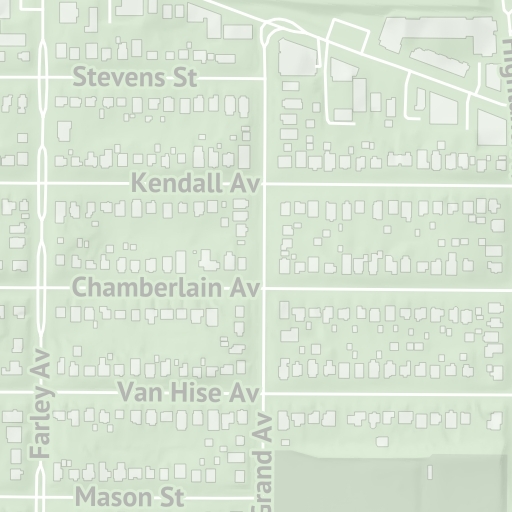 Stevens St
Kendall Av
Chamberlain Av
Van Hise Av
Farley Av
Grand Av
Mason St